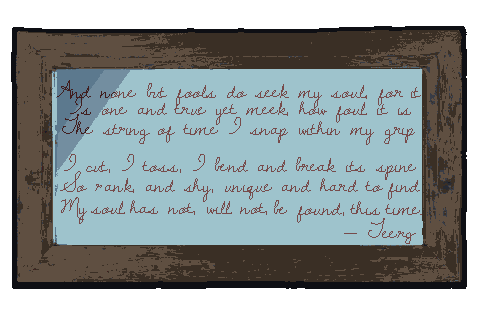 And none but fools do seek my soul, for it
Is one and true yet meek, how foul it is
The string of time I snap within my grip
I cut, I toss, I bend and break its spine
So rank, and shy, unique and hard to find
My soul has not, will not, be found, this time
— Teerg